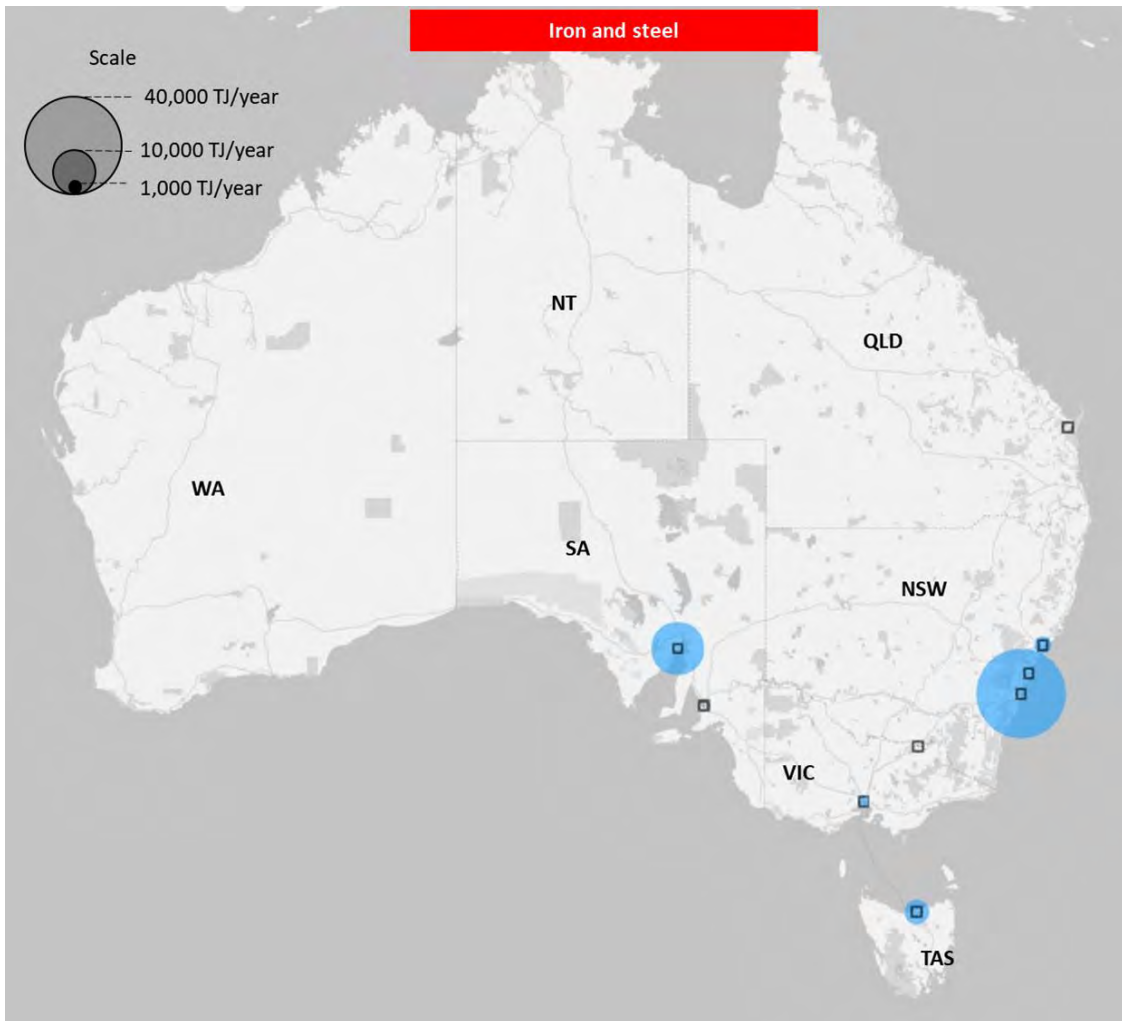 Iron and steel
Scale
40,000 TJ/year
10,000 TJ/year
1,000 TJ/year
NT
QLD
WA
SA
NSW
VIC
TAS